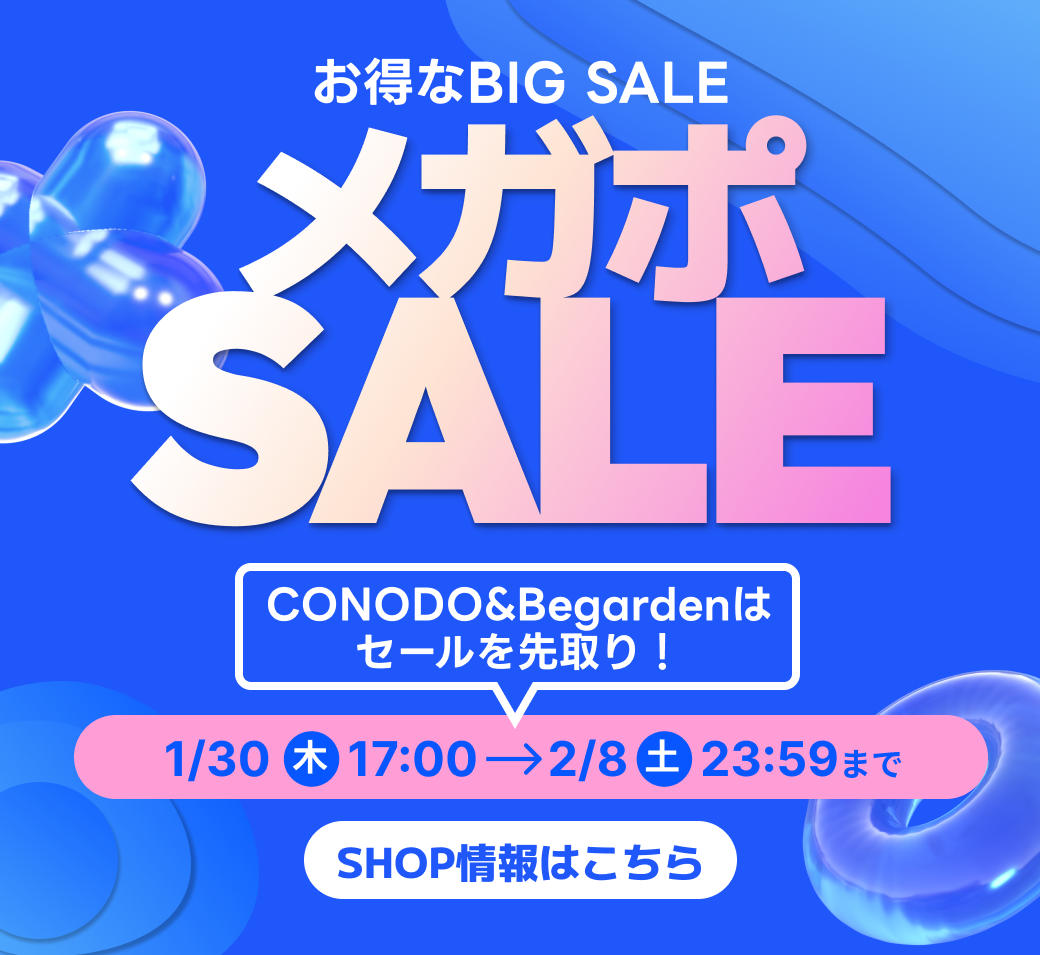 お得なBIG SALE
メガポ
SALE
CONODO&Begardenは
セールを先取り！
1/30 木 17:00→2/8 土 23:59まで
SHOP情報はこちら